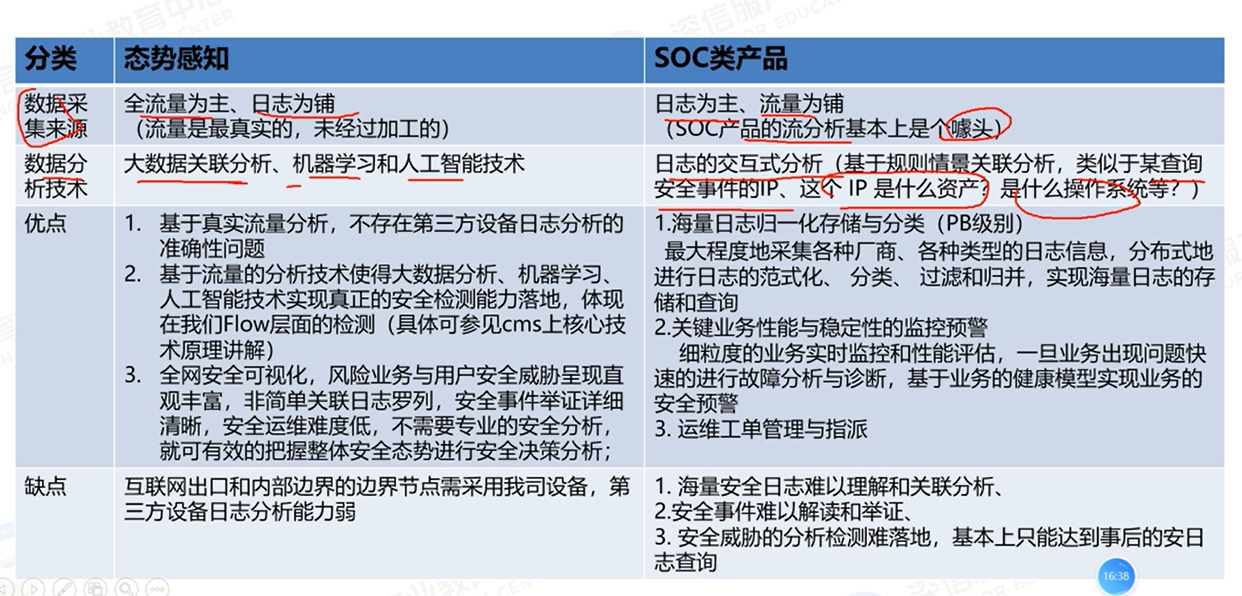 分类
态势感知
SOC类产品
数据采
集来源
全流量为主、日志为铺
（流量是最真实的，未经过加工的）
日志为主、流量为铺
（SOC产品的流分析基本上是个噱头）
数据分
析技术
大数据关联分析、机器学习和人工智能技术
日志的交互式分析（基于规则情景关联分析，类似于某查询
安全事件的IP、这个 IP 是什么资产？是什么操作系统等？）
优点
1. 基于真实流量分析，不存在第三方设备日志分析的
准确性问题
2. 基于流量的分析技术使得大数据分析、机器学习、
人工智能技术实现真正的安全检测能力落地，体现
在我们Flow层面的检测（具体可参见cms上核心技
术原理讲解）
3. 全网安全可视化，风险业务与用户安全威胁呈现直
观丰富，非简单关联日志罗列，安全事件举证详细
清晰，安全运维难度低，不需要专业的安全分析，
就可有效的把握整体安全态势进行安全决策分析；
1.海量日志归一化存储与分类（PB级别）
最大程度地采集各种厂商、各种类型的日志信息，分布式地
进行日志的范式化、 分类、 过滤和归并，实现海量日志的存
储和查询
2.关键业务性能与稳定性的监控预警
细粒度的业务实时监控和性能评估，一旦业务出现问题快
速的进行故障分析与诊断，基于业务的健康模型实现业务的
安全预警
3. 运维工单管理与指派
缺点
互联网出口和内部边界的边界节点需采用我司设备，第
三方设备日志分析能力弱
1. 海量安全日志难以理解和关联分析、
2.安全事件难以解读和举证、
3. 安全威胁的分析检测难落地，基本上只能达到事后的安日
志查询
16:38